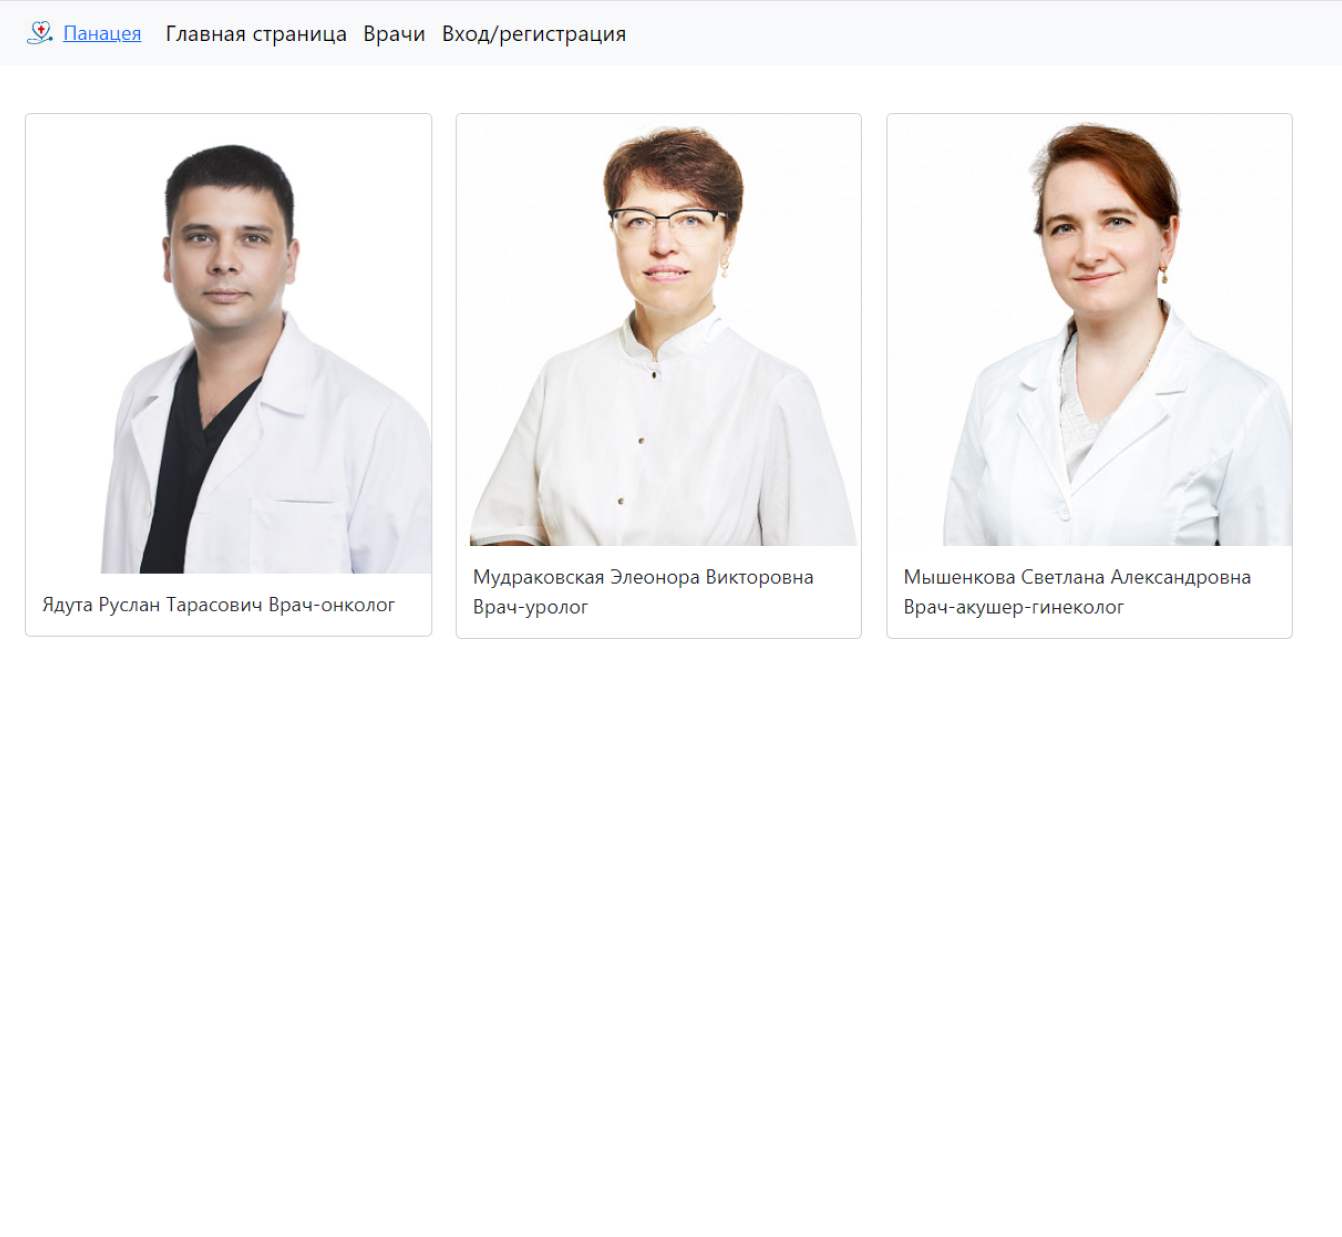 Панацея Главная страница Врачи Вход/регистрация
Ядута Руслан Тарасович Врач-онколог
Мудраковская Элеонора Викторовна
Врач-уролог
Мышенкова Светлана Александровна
Врач-акушер-гинеколог